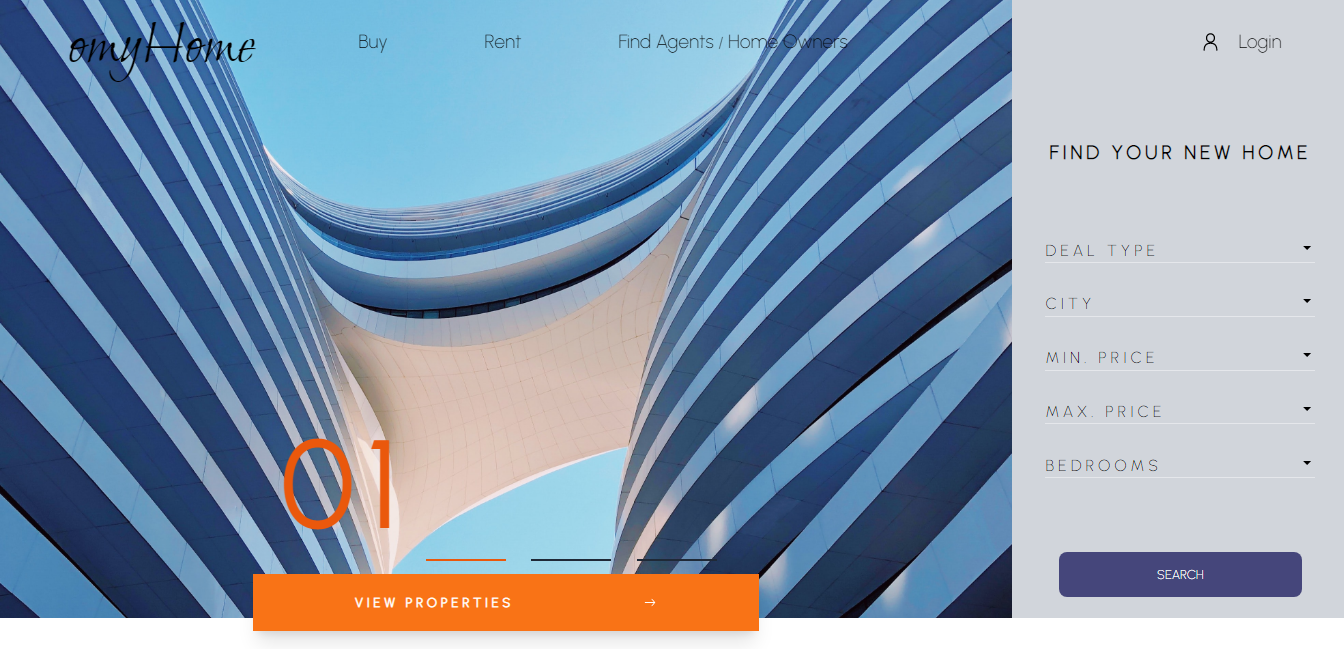 omyHome
Buy
Rent
Find Agents / Home Owners
Login
FIND YOUR NEW HOME
DEAL TYPE
CITY
MIN. PRICE
MAX. PRICE
BEDROOMS
SEARCH
01
VIEW PROPERTIES →